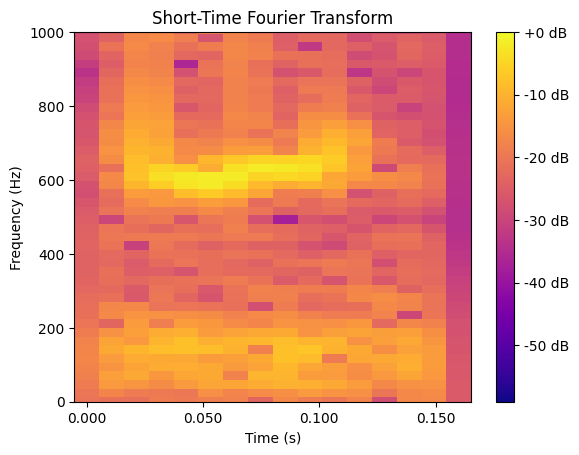 Short-Time Fourier Transform
1000
800
600
400
200
0
Frequency (Hz)
0.000
0.050
0.100
0.150
Time (s)
+0 dB
-10 dB
-20 dB
-30 dB
-40 dB
-50 dB